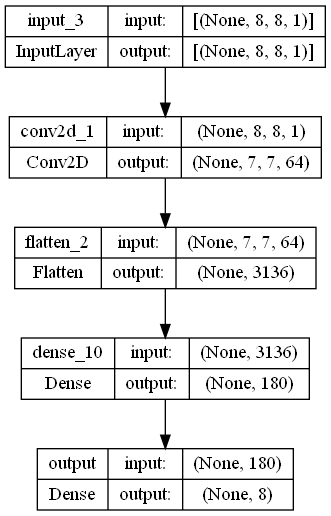 input_3 input: [(None, 8, 8, 1)]
InputLayer output: [(None, 8, 8, 1)]
conv2d_1 input: (None, 8, 8, 1)
Conv2D output: (None, 7, 7, 64)
flatten_2 input: (None, 7, 7, 64)
Flatten output: (None, 3136)
dense_10 input: (None, 3136)
Dense output: (None, 180)
output input: (None, 180)
Dense output: (None, 8)